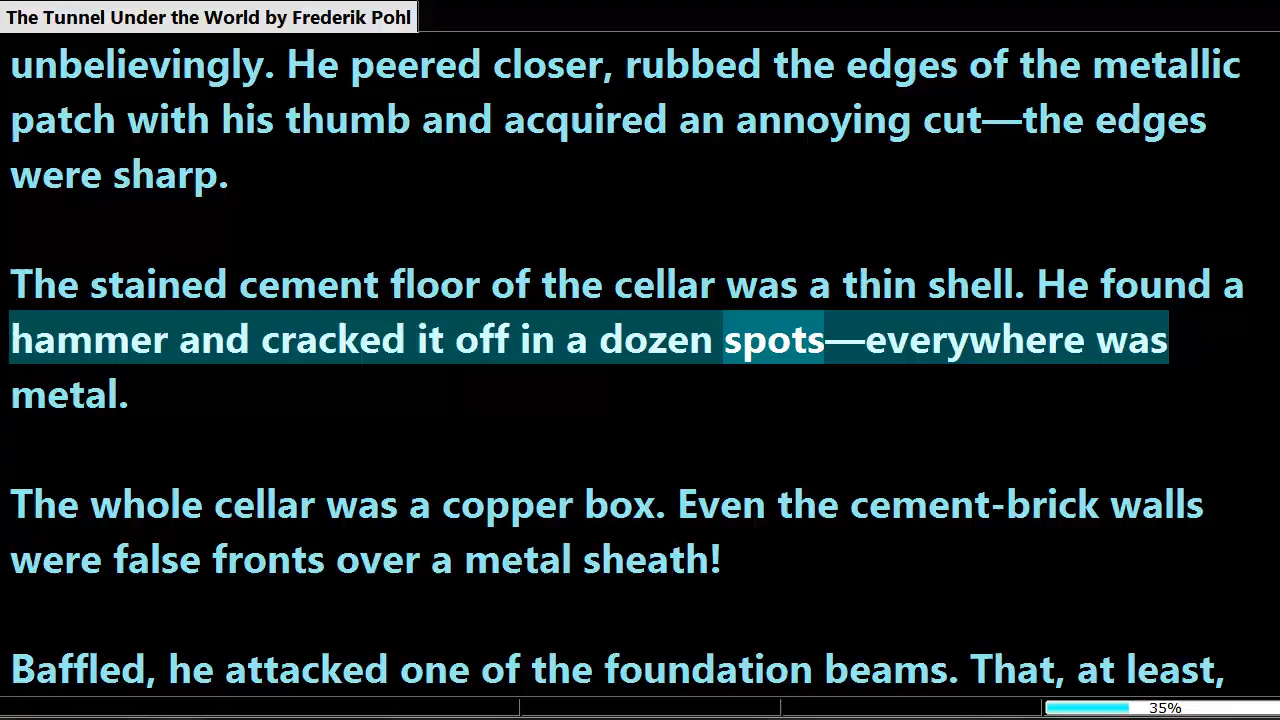 The Tunnel Under the World by Frederik Pohl
unbelievingly. He peered closer, rubbed the edges of the metallic
patch with his thumb and acquired an annoying cut—the edges
were sharp.
The stained cement floor of the cellar was a thin shell. He found a
hammer and cracked it off in a dozen spots—everywhere was
metal.
The whole cellar was a copper box. Even the cement-brick walls
were false fronts over a metal sheath!
Baffled, he attacked one of the foundation beams. That, at least,
35%